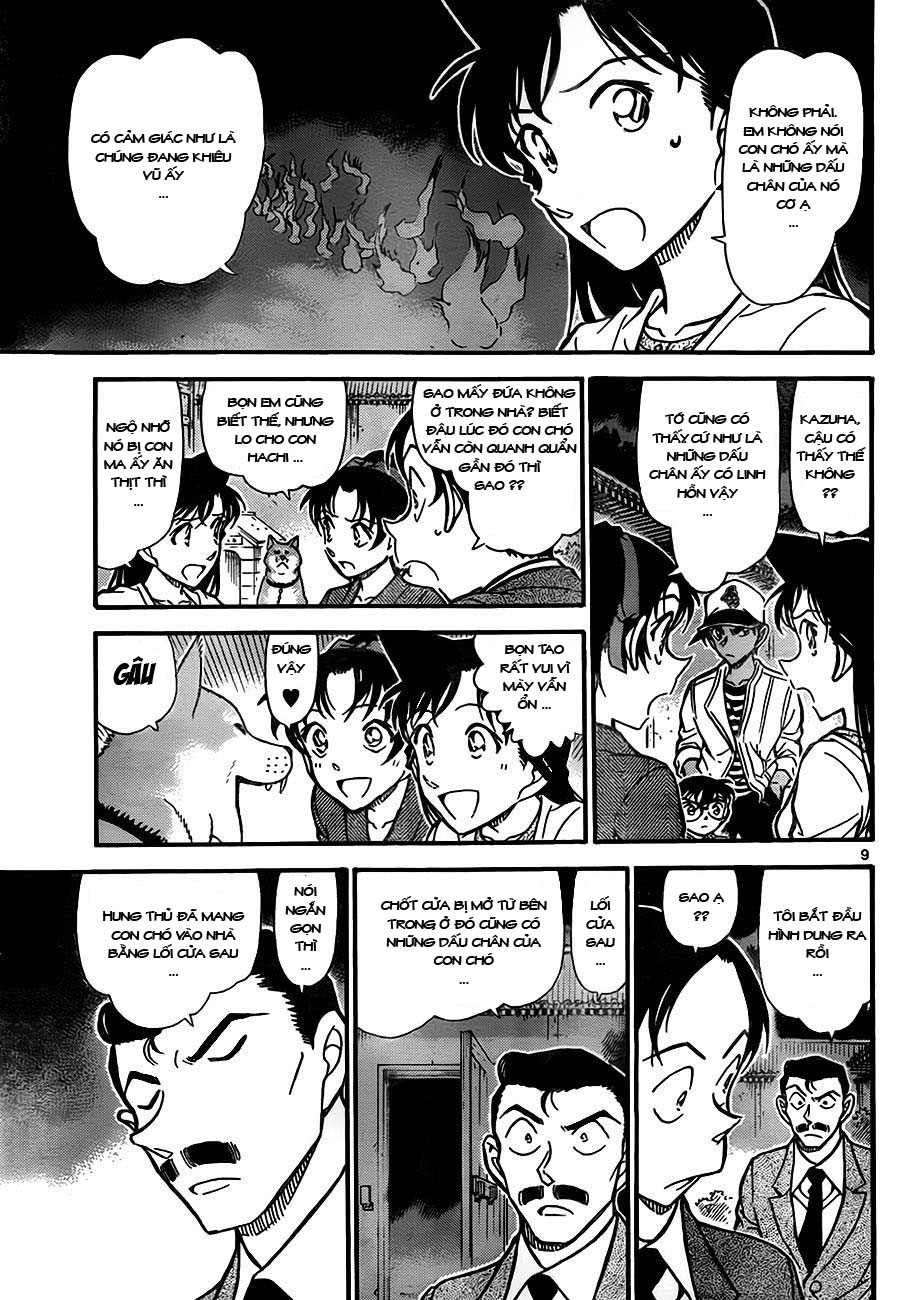 KHÔNG PHẢI.
EM KHÔNG NÓI
CON CHÓ ẤY MÀ
LÀ NHỮNG DẤU
CHÂN CỦA NÓ
CƠ Ạ
...
CÓ CẢM GIÁC NHƯ LÀ
CHÚNG ĐANG KHIÊU
VŨ ẤY
...
KAZUHA,
CẬU CÓ
THẤY THẾ
KHÔNG
??
TỚ CŨNG CÓ
THẤY CỨ NHƯ LÀ
NHỮNG DẤU
CHÂN ẤY CÓ LINH
HỒN VẬY
...
SAO MẤY ĐỨA KHÔNG
Ở TRONG NHÀ? BIẾT
ĐÂU LÚC ĐÓ CON CHÓ
VẪN CÒN QUANH QUẨN
GẦN ĐÓ THÌ
SAO ??
BỌN EM CŨNG
BIẾT THẾ, NHƯNG
LO CHO CON
HACHI ...
NGỘ NHỠ
NÓ BỊ CON
MA ẤY ĂN
THỊT THÌ
...
BỌN TAO
RẤT VUI VÌ
MÀY VẪN
ỔN ...
ĐÚNG
VẬY
♥
GÂU
9
TÔI BẮT ĐẦU
HÌNH DUNG RA
RỒI
...
SAO Ạ
??
LỐI
CỬA
SAU
...
CHỐT CỬA BỊ MỞ TỪ BÊN
TRONG, Ở ĐÓ CŨNG CÓ
NHỮNG DẤU CHÂN CỦA
CON CHÓ
...
NÓI
NGẮN
GỌN
THÌ
...
HUNG THỦ ĐÃ MANG
CON CHÓ VÀO NHÀ
BẰNG LỐI CỬA SAU
...